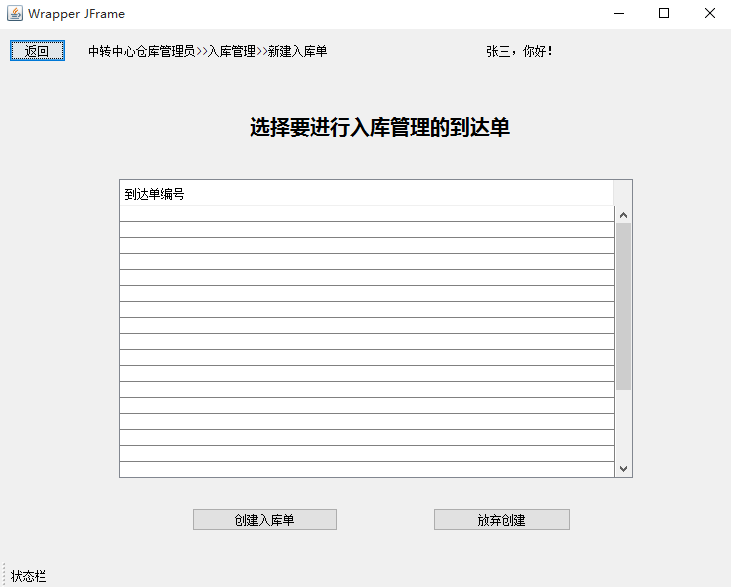 Wrapper JFrame
返回 中转中心仓库管理员>>入库管理>>新建入库单 张三，你好！
选择要进行入库管理的到达单
到达单编号
创建入库单 放弃创建
状态栏